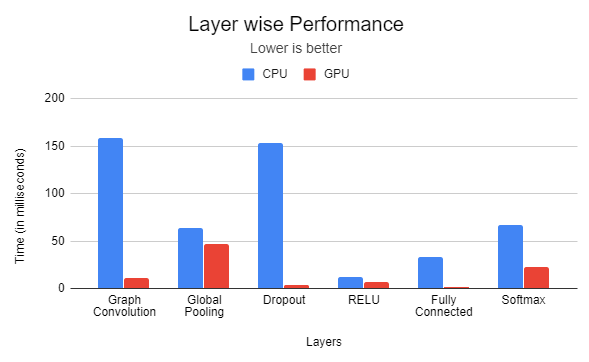 Layer wise Performance
Lower is better
CPU GPU
Time (in milliseconds)
200
150
100
50
0
Graph Convolution
Global Pooling
Dropout
RELU
Fully Connected
Softmax
Layers